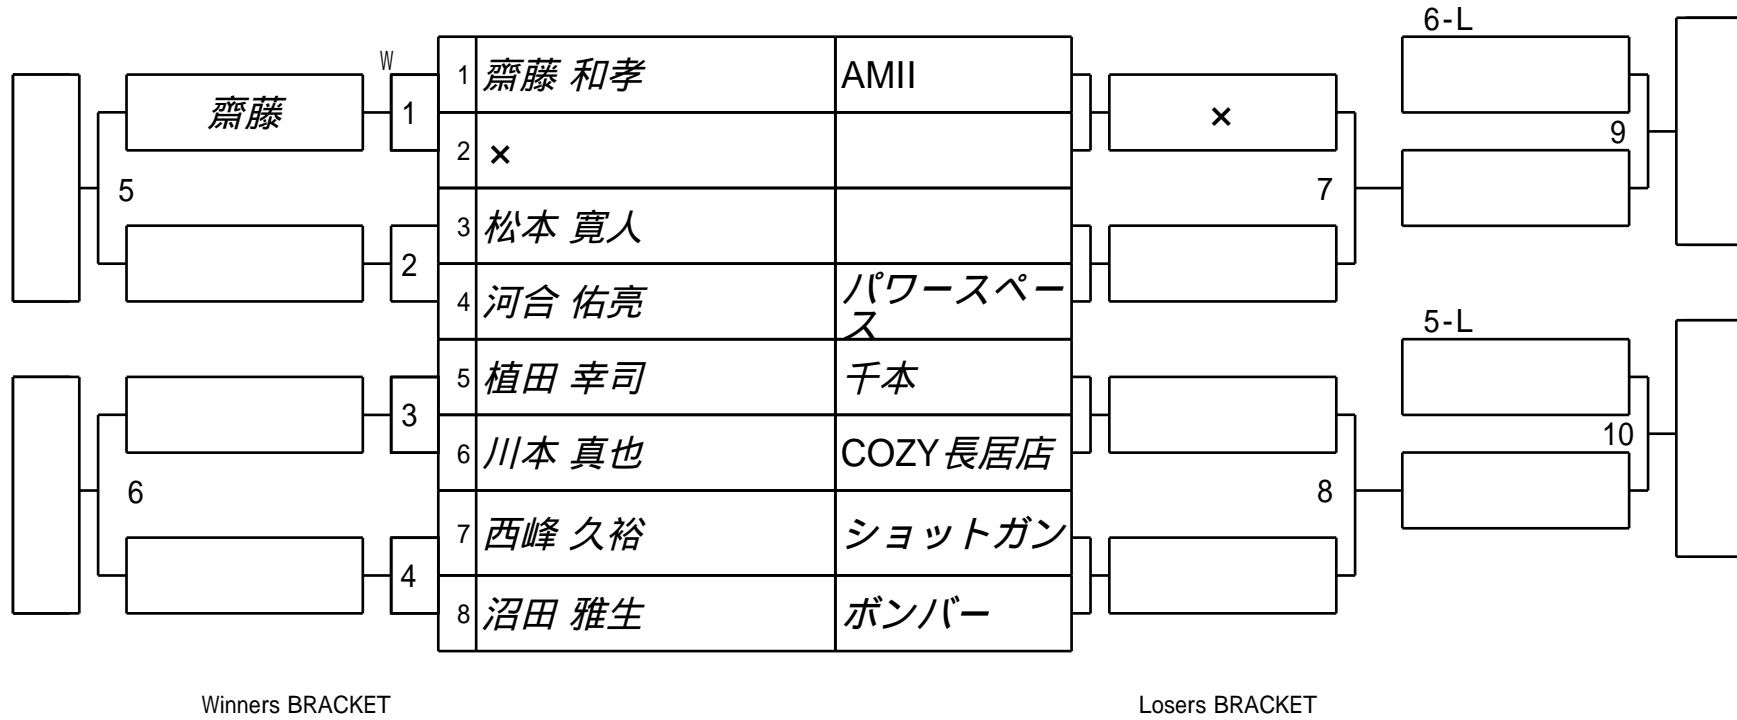 6-L
W
1 齋藤 和孝 AMII
齋藤 1 ×
2 × 9
5 7
3 松本 寛人
2
4 河合 佑亮 パワースペー
ス
5-L
5 植田 幸司 千本
3
6 川本 真也 COZY長居店 10
6 8
7 西峰 久裕 ショットガン
4
8 沼田 雅生 ボンバー
Winners BRACKET Losers BRACKET